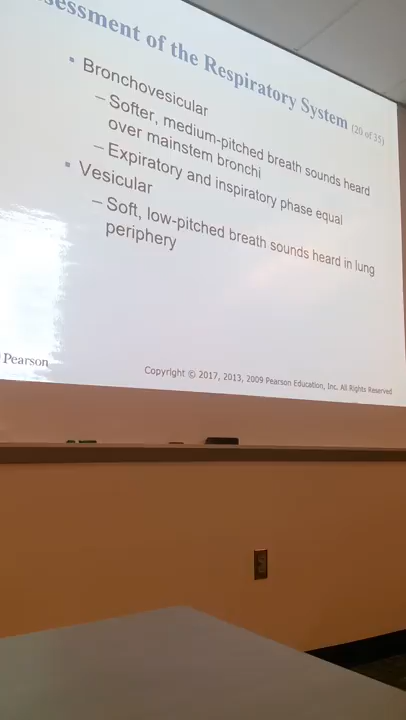 of the Respiratory System (20 of 35)
▪ Bronchovesicular
– Softer, medium-pitched breath sounds heard
over mainstem bronchi
– Expiratory and inspiratory phase equal
▪ Vesicular
– Soft, low-pitched breath sounds heard in lung
periphery
Pearson
Copyright © 2017, 2013, 2009 Pearson Education, Inc. All Rights Reserved